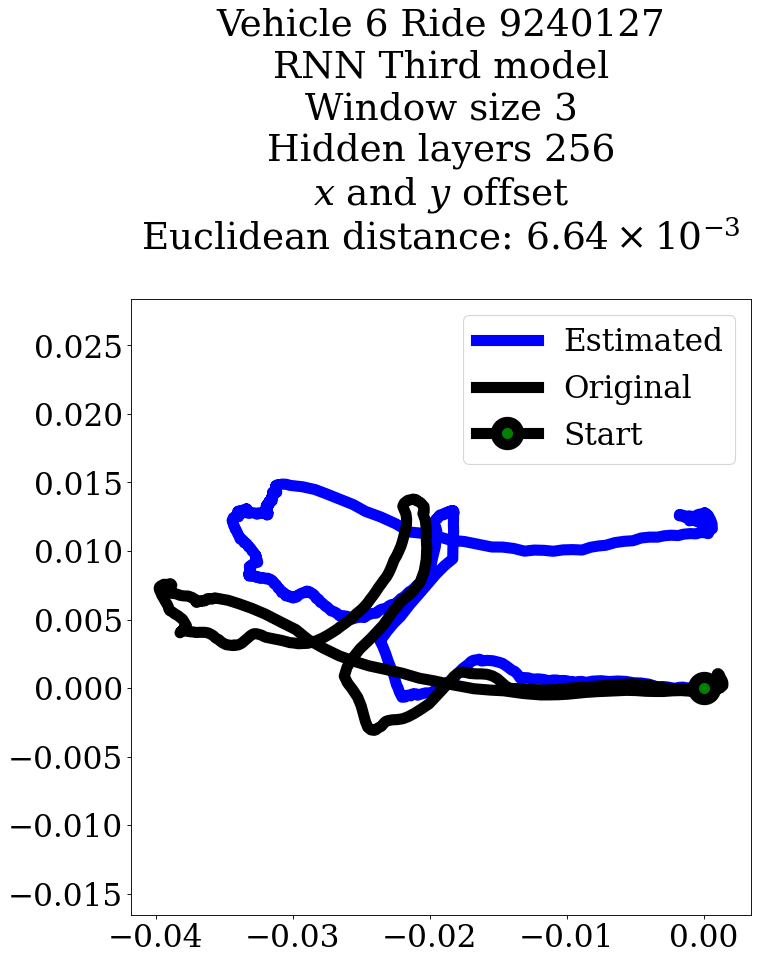 Vehicle 6 Ride 9240127
RNN Third model
Window size 3
Hidden layers 256
x and y offset
Euclidean distance: 6.64 × 10⁻³
Estimated
Original
Start
0.025
0.020
0.015
0.010
0.005
0.000
−0.005
−0.010
−0.015
−0.04 −0.03 −0.02 −0.01 0.00